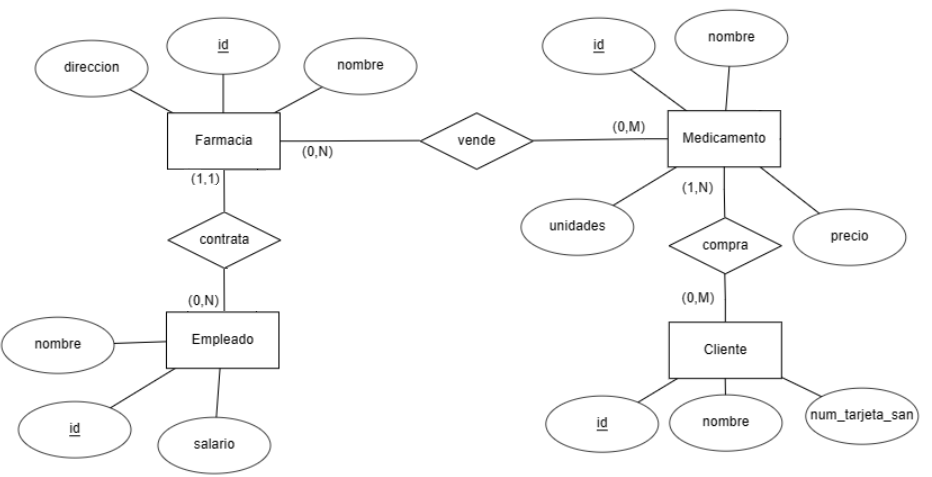 id
direccion
nombre
Farmacia
(0,N)
vende
(0,M)
id
nombre
Medicamento
(1,1)
contrata
(0,N)
(1,N)
unidades
precio
compra
(0,M)
Empleado
nombre
id
salario
Cliente
id
nombre
num_tarjeta_san